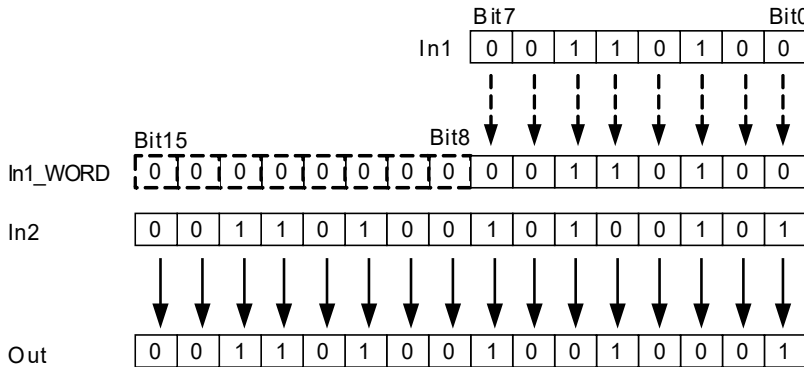 Bit7 Bit0
In1 0 0 1 1 0 1 0 0
Bit15 Bit8
In1_WORD 0 0 0 0 0 0 0 0 0 0 1 1 0 1 0 0
In2 0 0 1 1 0 1 0 0 1 0 1 0 0 1 0 1
Out 0 0 1 1 0 1 0 0 1 0 0 1 0 0 0 1